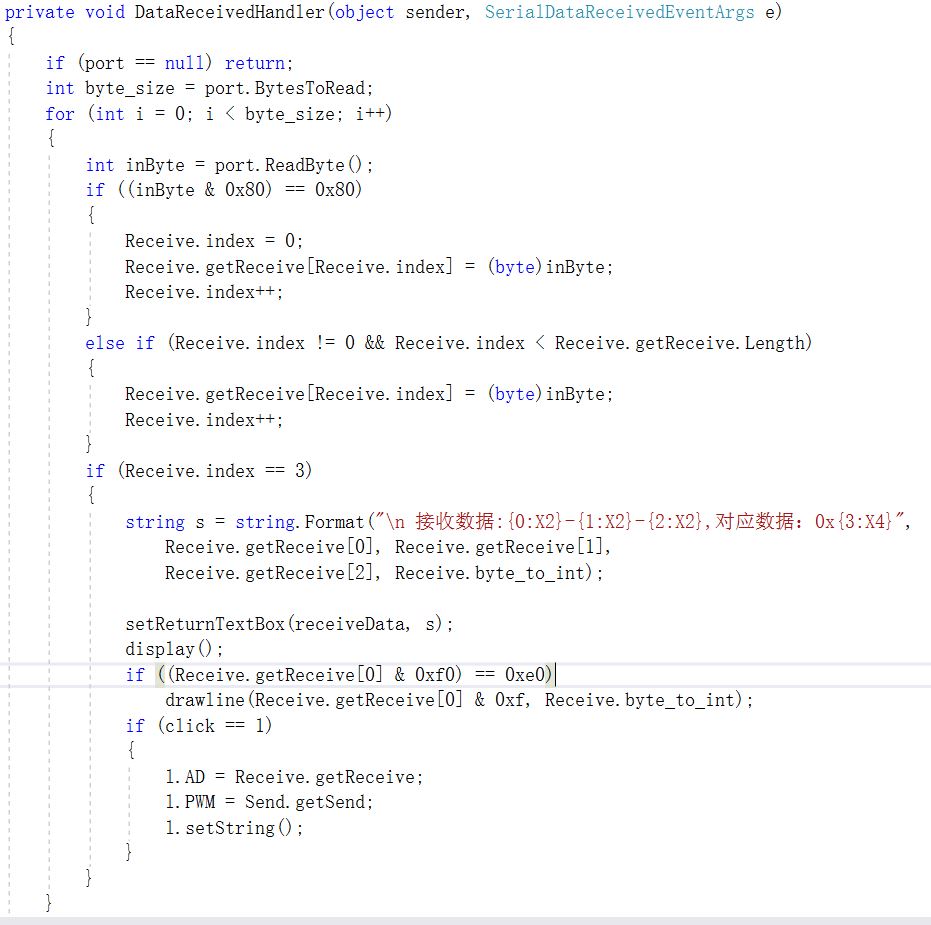 private void DataReceivedHandler(object sender, SerialDataReceivedEventArgs e)
{
if (port == null) return;
int byte_size = port.BytesToRead;
for (int i = 0; i < byte_size; i++)
{
int inByte = port.ReadByte();
if ((inByte & 0x80) == 0x80)
{
Receive.index = 0;
Receive.getReceive[Receive.index] = (byte)inByte;
Receive.index++;
}
else if (Receive.index != 0 && Receive.index < Receive.getReceive.Length)
{
Receive.getReceive[Receive.index] = (byte)inByte;
Receive.index++;
}
if (Receive.index == 3)
{
string s = string.Format("\n 接收数据:{0:X2}-{1:X2}-{2:X2},对应数据：0x{3:X4}",
Receive.getReceive[0], Receive.getReceive[1],
Receive.getReceive[2], Receive.byte_to_int);
setReturnTextBox(receiveData, s);
display();
if ((Receive.getReceive[0] & 0xf0) == 0xe0)
drawline(Receive.getReceive[0] & 0xf, Receive.byte_to_int);
if (click == 1)
{
l.AD = Receive.getReceive;
l.PWM = Send.getSend;
l.setString();
}
}
}